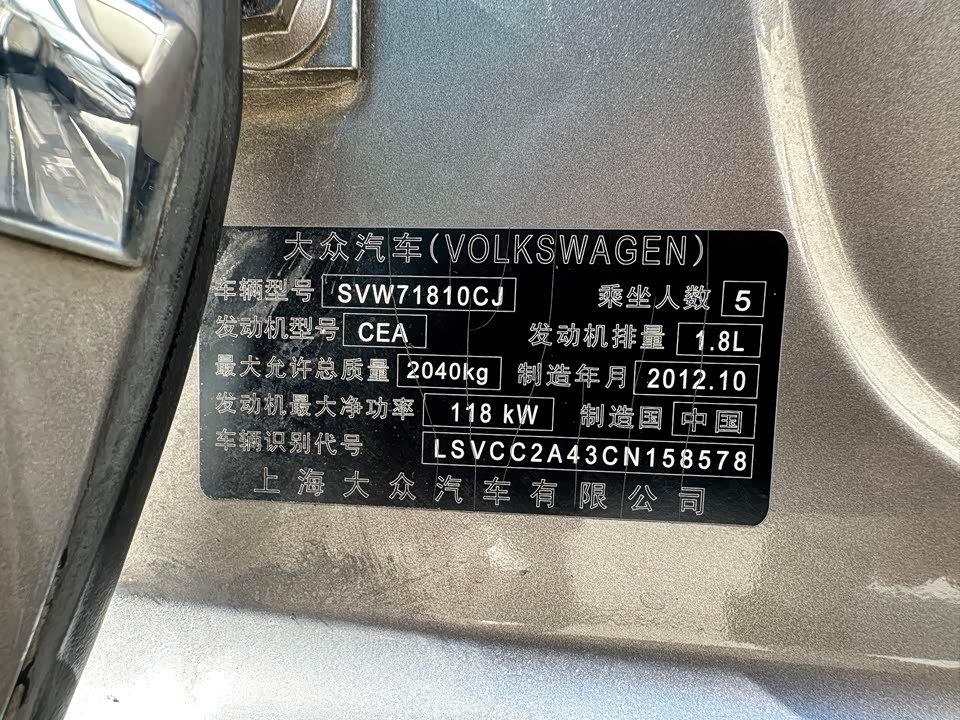 大众汽车(VOLKSWAGEN)
车辆型号 SVW71810CJ 乘坐人数 5
发动机型号 CEA 发动机排量 1.8L
最大允许总质量 2040kg 制造年月 2012.10
发动机最大净功率 118 kW 制造国 中国
车辆识别代号 LSVCC2A43CN158578
上海大众汽车有限公司